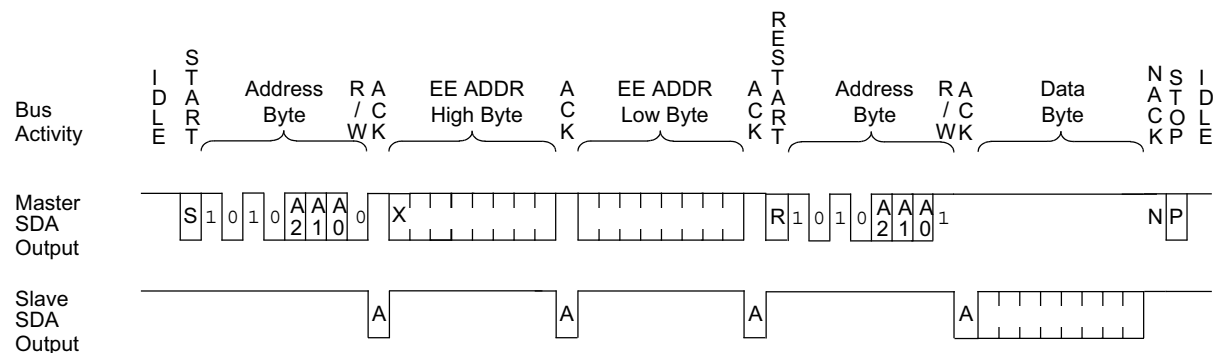 Bus
Activity
IDLE
START
Address
Byte
R/W
ACK
EE ADDR
High Byte
ACK
EE ADDR
Low Byte
ACK
RESTART
Address
Byte
R/W
ACK
Data
Byte
NACK
STOP
IDLE
Master
SDA
Output
S 1 0 1 0 A2 A1 A0 0 X R 1 0 1 0 A2 A1 A0 1 N P
Slave
SDA
Output
A A A A